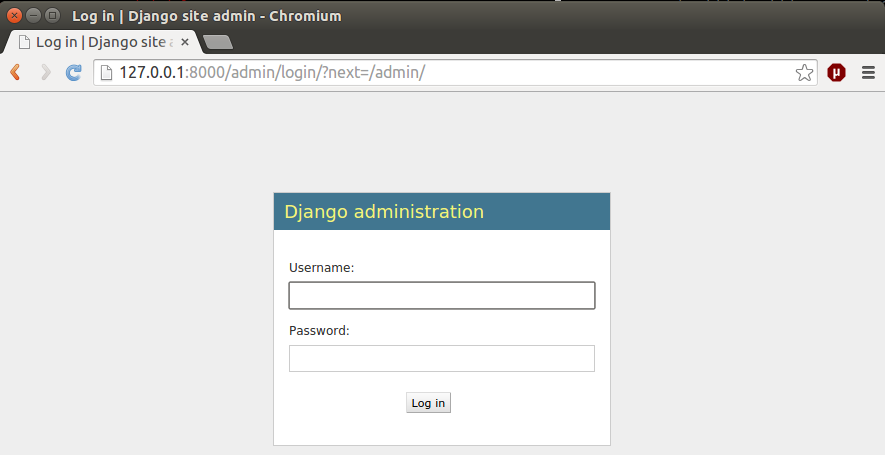 Log in | Django site admin - Chromium
Log in | Django site a
127.0.0.1:8000/admin/login/?next=/admin/
Django administration
Username:
Password:
Log in